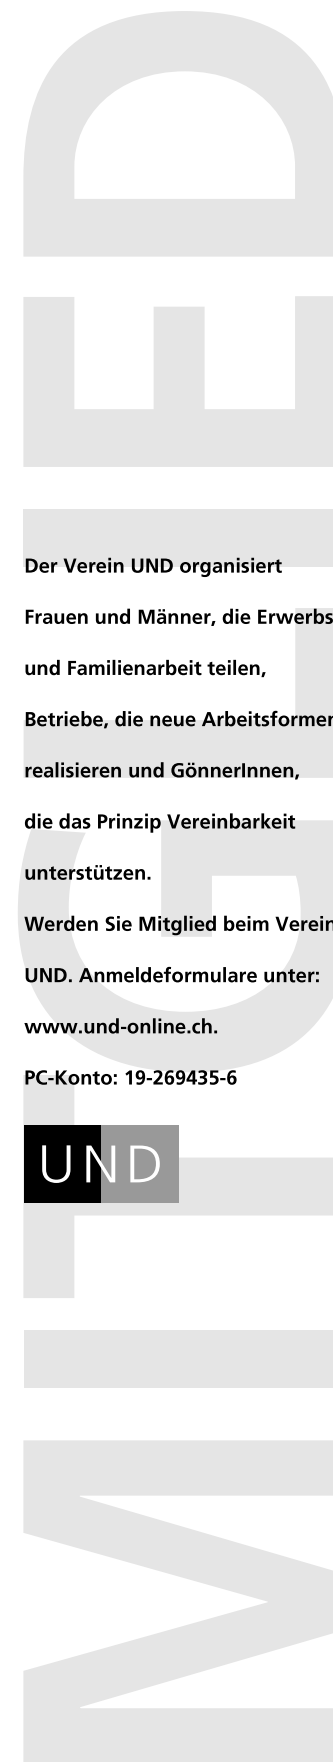 MITGLIED
Der Verein UND organisiert
Frauen und Männer, die Erwerbs
und Familienarbeit teilen,
Betriebe, die neue Arbeitsformen
realisieren und GönnerInnen,
die das Prinzip Vereinbarkeit
unterstützen.
Werden Sie Mitglied beim Verein
UND. Anmeldeformulare unter:
www.und-online.ch.
PC-Konto: 19-269435-6
UND